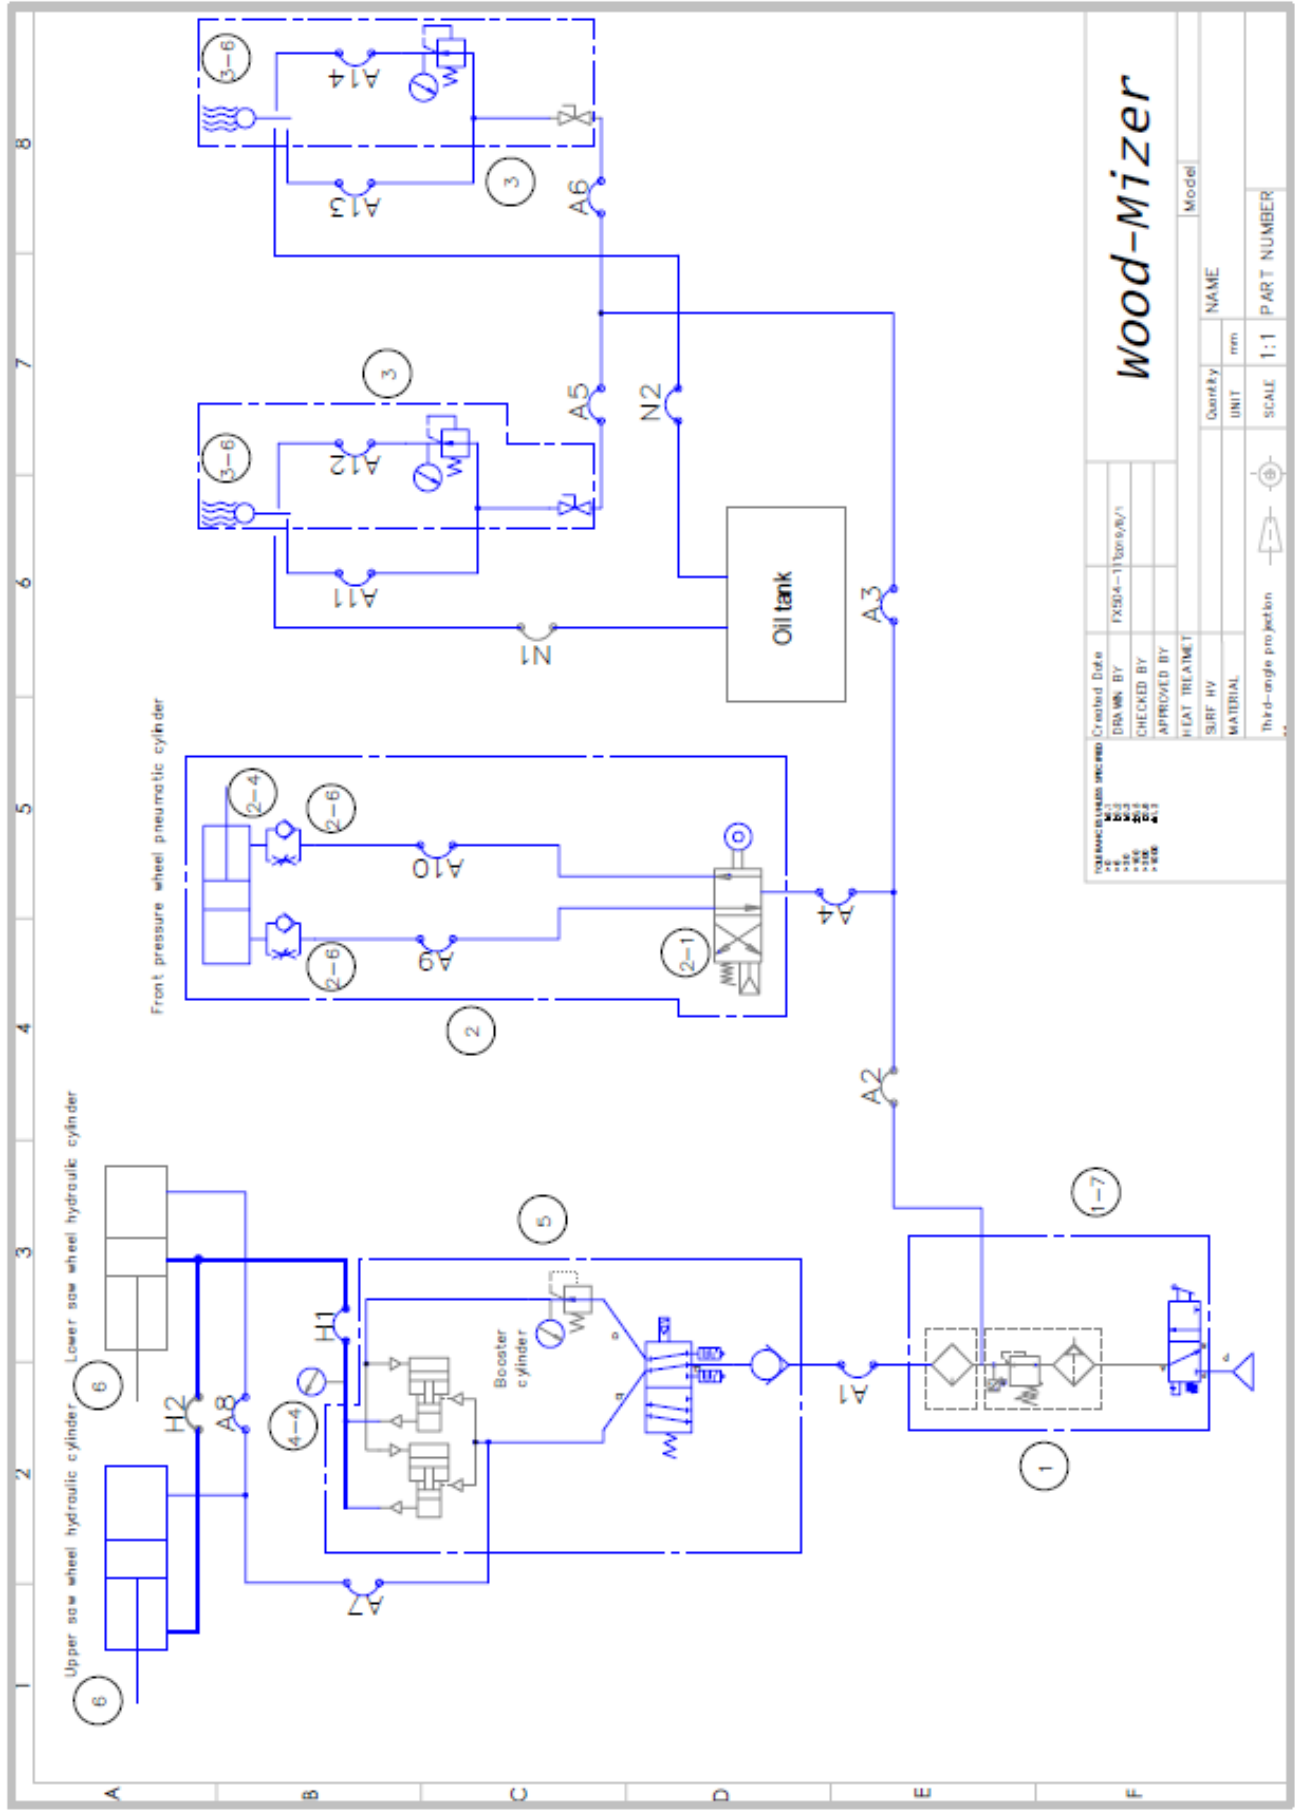 1
2
3
4
5
6
7
8
A
B
C
D
E
F
Upper saw wheel hydraulic cylinder
Lower saw wheel hydraulic cylinder
Front pressure wheel pneumatic cylinder
6
6
H2
A8
H1
4-4
A7
Booster
cylinder
5
A1
1
1-7
A2
2
2-4
2-6
2-6
A9
A10
2-1
A4
3-6
A11
A12
3
N1
Oil tank
A3
A5
N2
3-6
A13
A14
3
A6
Created Date
DRAWN BY
CHECKED BY
APPROVED BY
HEAT TREATMET
SURF HV
MATERIAL
Third-angle projection
Wood-Mizer
Model
Quantity
NAME
UNIT
mm
SCALE
1:1
PART NUMBER